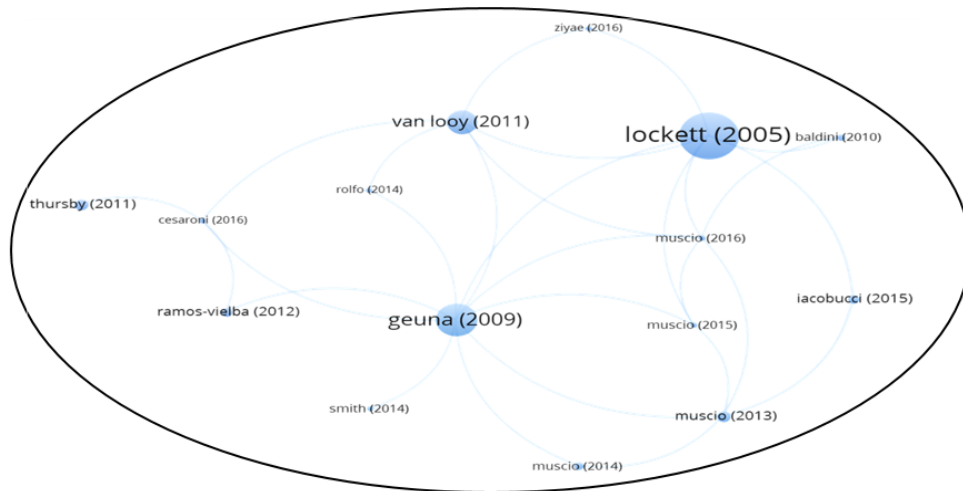 ziyae (2016)
van looy (2011)
lockett (2005)
baldini (2010)
rolfo (2014)
thursby (2011)
cesaroni (2016)
muscio (2016)
iacobucci (2015)
ramos-vielba (2012)
geuna (2009)
muscio (2015)
smith (2014)
muscio (2013)
muscio (2014)